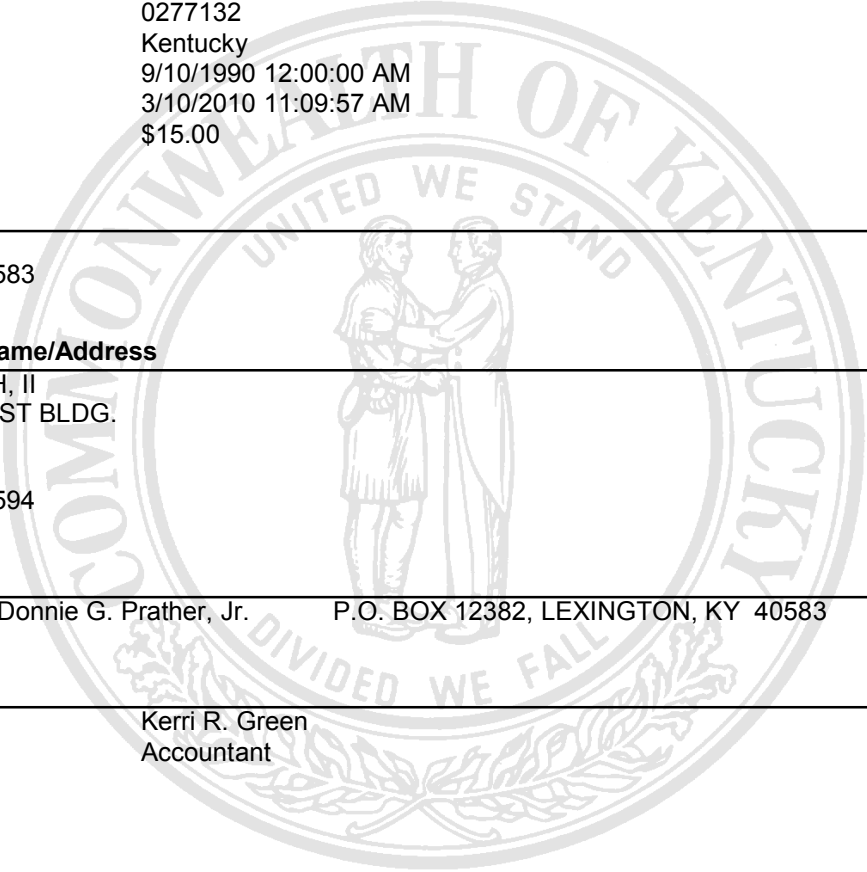 0277132
Kentucky
9/10/1990 12:00:00 AM
3/10/2010 11:09:57 AM
$15.00
583
ame/Address
H, II
ST BLDG.
594
Donnie G. Prather, Jr. P.O. BOX 12382, LEXINGTON, KY 40583
Kerri R. Green
Accountant
COMMONWEALTH OF KENTUCKY
UNITED WE STAND
DIVIDED WE FALL